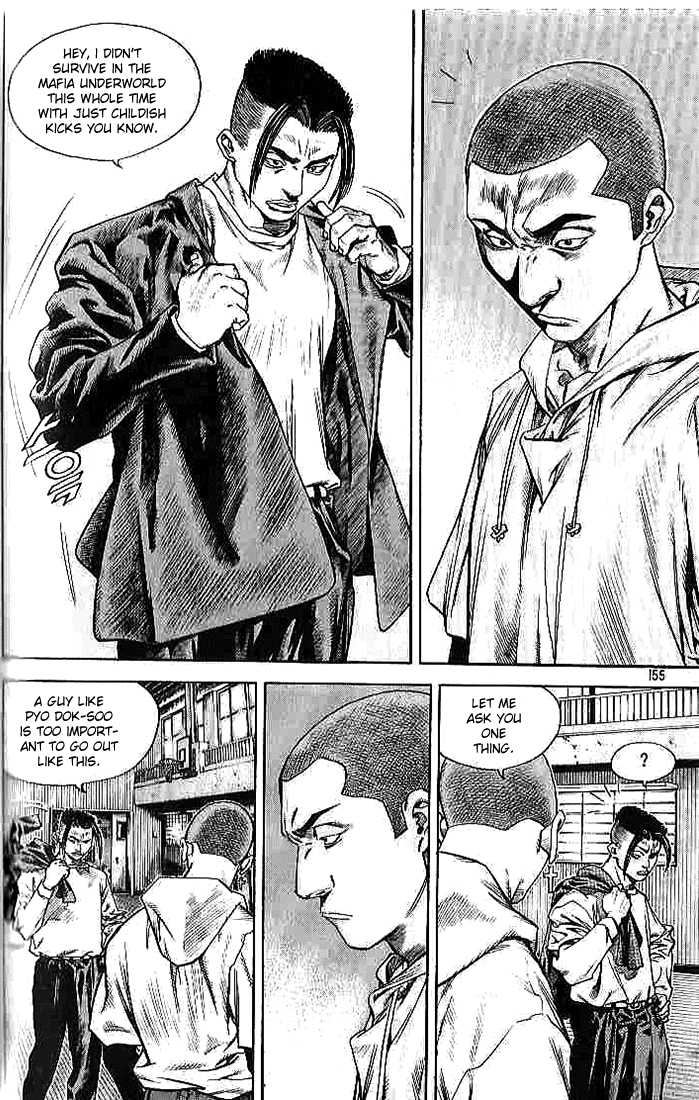 HEY, I DIDN'T
SURVIVE IN THE
MAFIA UNDERWORLD
THIS WHOLE TIME
WITH JUST CHILDISH
KICKS YOU KNOW.
155
A GUY LIKE
PYO DOK-SOO
IS TOO IMPORT-
ANT TO GO OUT
LIKE THIS.
LET ME
ASK YOU
ONE
THING.
?